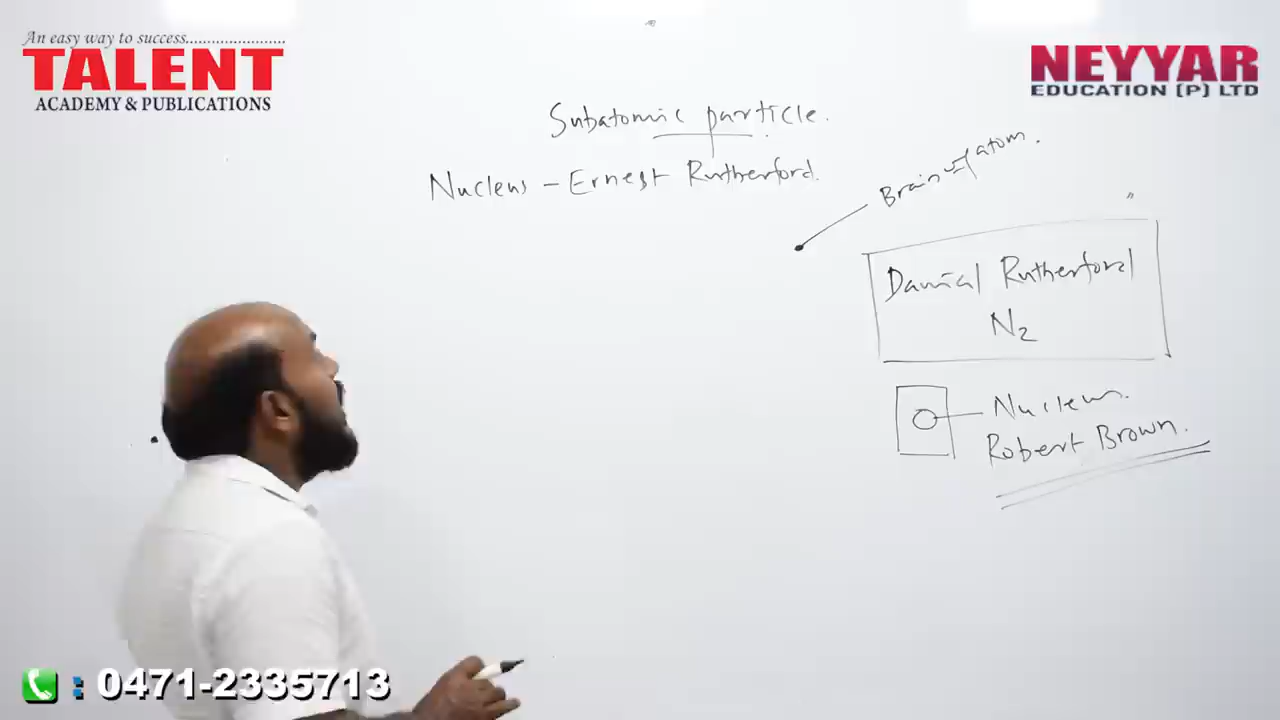 An easy way to success.......................
TALENT
ACADEMY & PUBLICATIONS
NEYYAR
EDUCATION (P) LTD
Subatomic particle.
Nucleus - Ernest Rutherford.
Brain of atom.
Danial Rutherford
N2
Nucleus.
Robert Brown.
: 0471-2335713